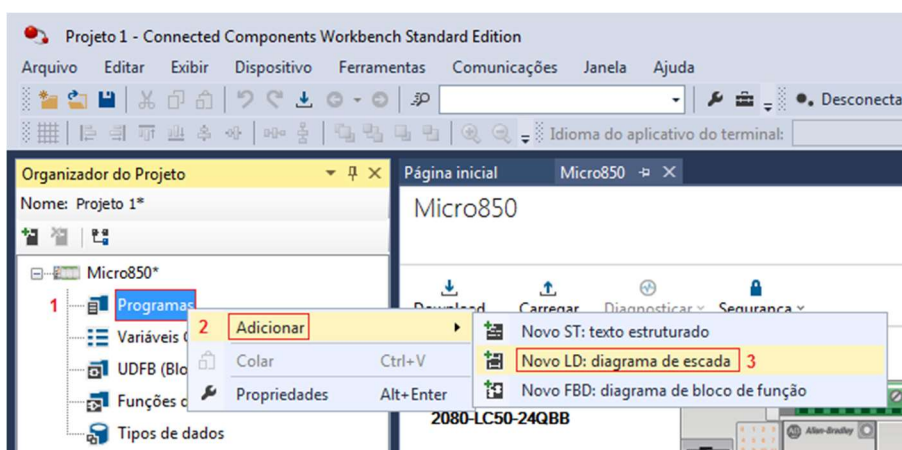 Projeto 1 - Connected Components Workbench Standard Edition
Arquivo Editar Exibir Dispositivo Ferramentas Comunicações Janela Ajuda
Desconecta
Idioma do aplicativo do terminal:
Organizador do Projeto
Página inicial Micro850
Nome: Projeto 1*
Micro850
Micro850*
Download Carregar Diagnosticar Segurança
1 Programas
2 Adicionar
Novo ST: texto estruturado
Variáveis
Novo LD: diagrama de escada 3
Colar Ctrl+V
UDFB (Blo
Novo FBD: diagrama de bloco de função
Propriedades Alt+Enter
Funções d
2080-LC50-24QBB
Tipos de dados
Allen-Bradley